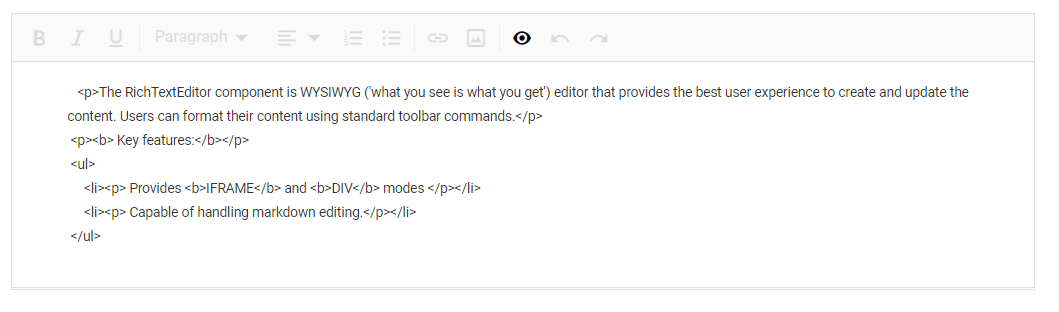 B I U Paragraph
<p>The RichTextEditor component is WYSIWYG ('what you see is what you get') editor that provides the best user experience to create and update the
content. Users can format their content using standard toolbar commands.</p>
<p><b> Key features:</b></p>
<ul>
<li><p> Provides <b>IFRAME</b> and <b>DIV</b> modes </p></li>
<li><p> Capable of handling markdown editing.</p></li>
</ul>